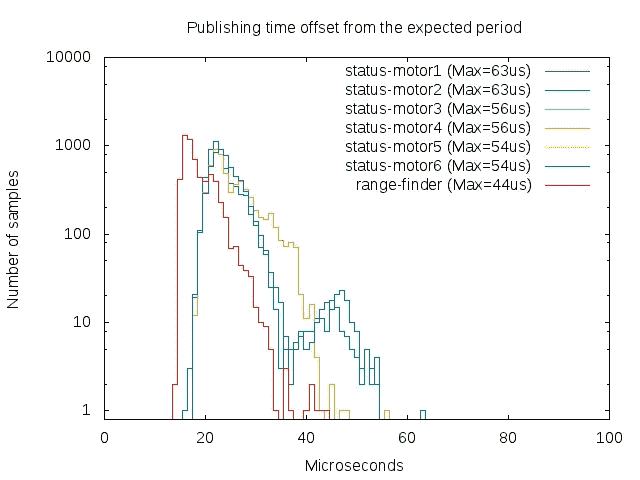 Publishing time offset from the expected period
10000
1000
100
10
1
Number of samples
status-motor1 (Max=63us)
status-motor2 (Max=63us)
status-motor3 (Max=56us)
status-motor4 (Max=56us)
status-motor5 (Max=54us)
status-motor6 (Max=54us)
range-finder (Max=44us)
0 20 40 60 80 100
Microseconds